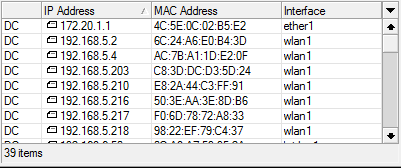 IP Address MAC Address Interface
DC 172.20.1.1 4C:5E:0C:02:B5:E2 ether1
DC 192.168.5.2 6C:24:A6:E0:B4:3D wlan1
DC 192.168.5.4 AC:7B:A1:1D:E2:0F wlan1
DC 192.168.5.203 C8:3D:DC:D3:5D:24 wlan1
DC 192.168.5.210 E8:2A:44:C3:FF:91 wlan1
DC 192.168.5.216 50:3E:AA:3E:8D:B6 wlan1
DC 192.168.5.217 F0:6D:78:72:A8:33 wlan1
DC 192.168.5.218 98:22:EF:79:C4:37 wlan1
39 items